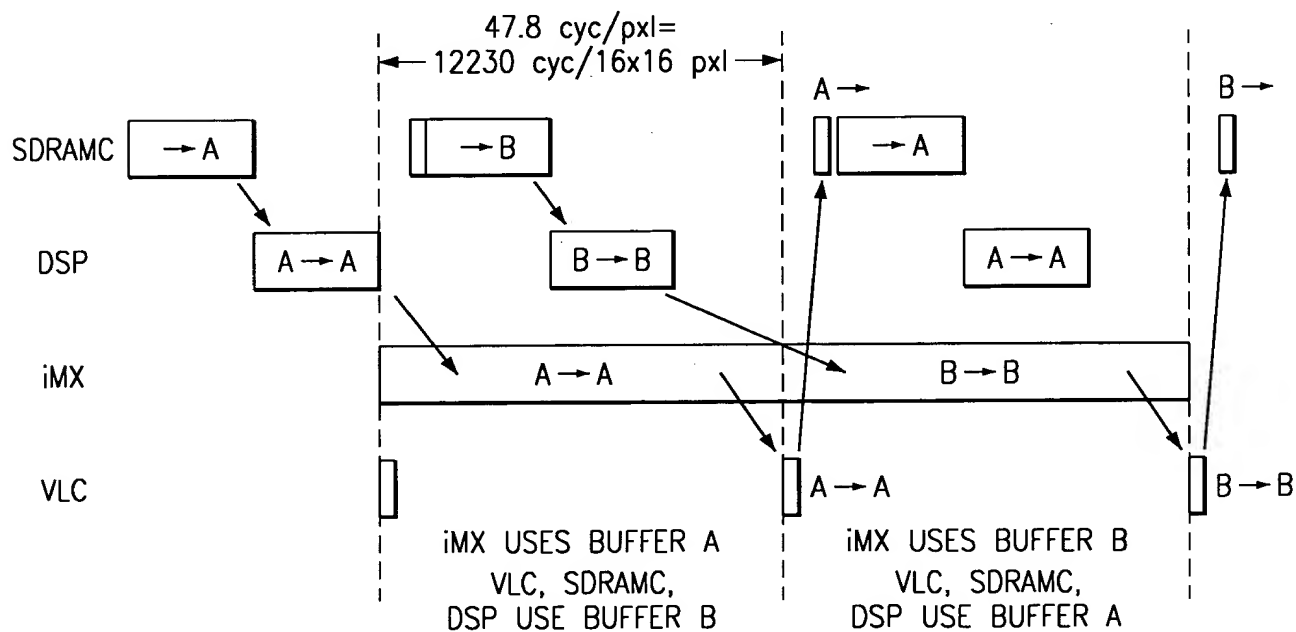 47.8 cyc/pxl=
12230 cyc/16x16 pxl
A →
B →
SDRAMC
→ A
→ B
→ A
DSP
A → A
B → B
A → A
iMX
A → A
B → B
VLC
A → A
B → B
iMX USES BUFFER A
VLC, SDRAMC,
DSP USE BUFFER B
iMX USES BUFFER B
VLC, SDRAMC,
DSP USE BUFFER A